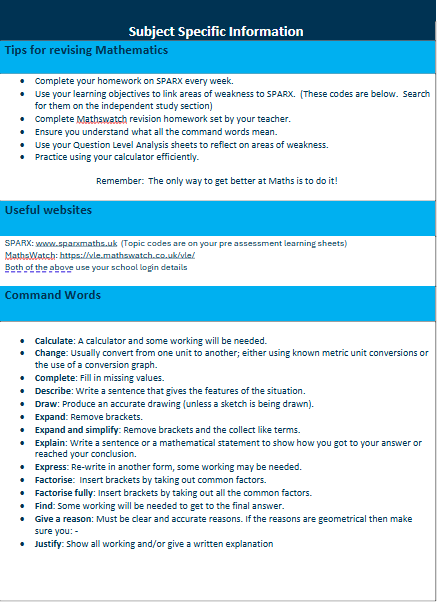 Subject Specific Information
Tips for revising Mathematics
• Complete your homework on SPARX every week.
• Use your learning objectives to link areas of weakness to SPARX. (These codes are below. Search
for them on the independent study section)
• Complete Mathswatch revision homework set by your teacher.
• Ensure you understand what all the command words mean.
• Use your Question Level Analysis sheets to reflect on areas of weakness.
• Practice using your calculator efficiently.
Remember: The only way to get better at Maths is to do it!
Useful websites
SPARX: www.sparxmaths.uk (Topic codes are on your pre assessment learning sheets)
MathsWatch: https://vle.mathswatch.co.uk/vle/
Both of the above use your school login details
Command Words
• Calculate: A calculator and some working will be needed.
• Change: Usually convert from one unit to another; either using known metric unit conversions or
the use of a conversion graph.
• Complete: Fill in missing values.
• Describe: Write a sentence that gives the features of the situation.
• Draw: Produce an accurate drawing (unless a sketch is being drawn).
• Expand: Remove brackets.
• Expand and simplify: Remove brackets and the collect like terms.
• Explain: Write a sentence or a mathematical statement to show how you got to your answer or
reached your conclusion.
• Express: Re-write in another form, some working may be needed.
• Factorise: Insert brackets by taking out common factors.
• Factorise fully: Insert brackets by taking out all the common factors.
• Find: Some working will be needed to get to the final answer.
• Give a reason: Must be clear and accurate reasons. If the reasons are geometrical then make
sure you: -
• Justify: Show all working and/or give a written explanation